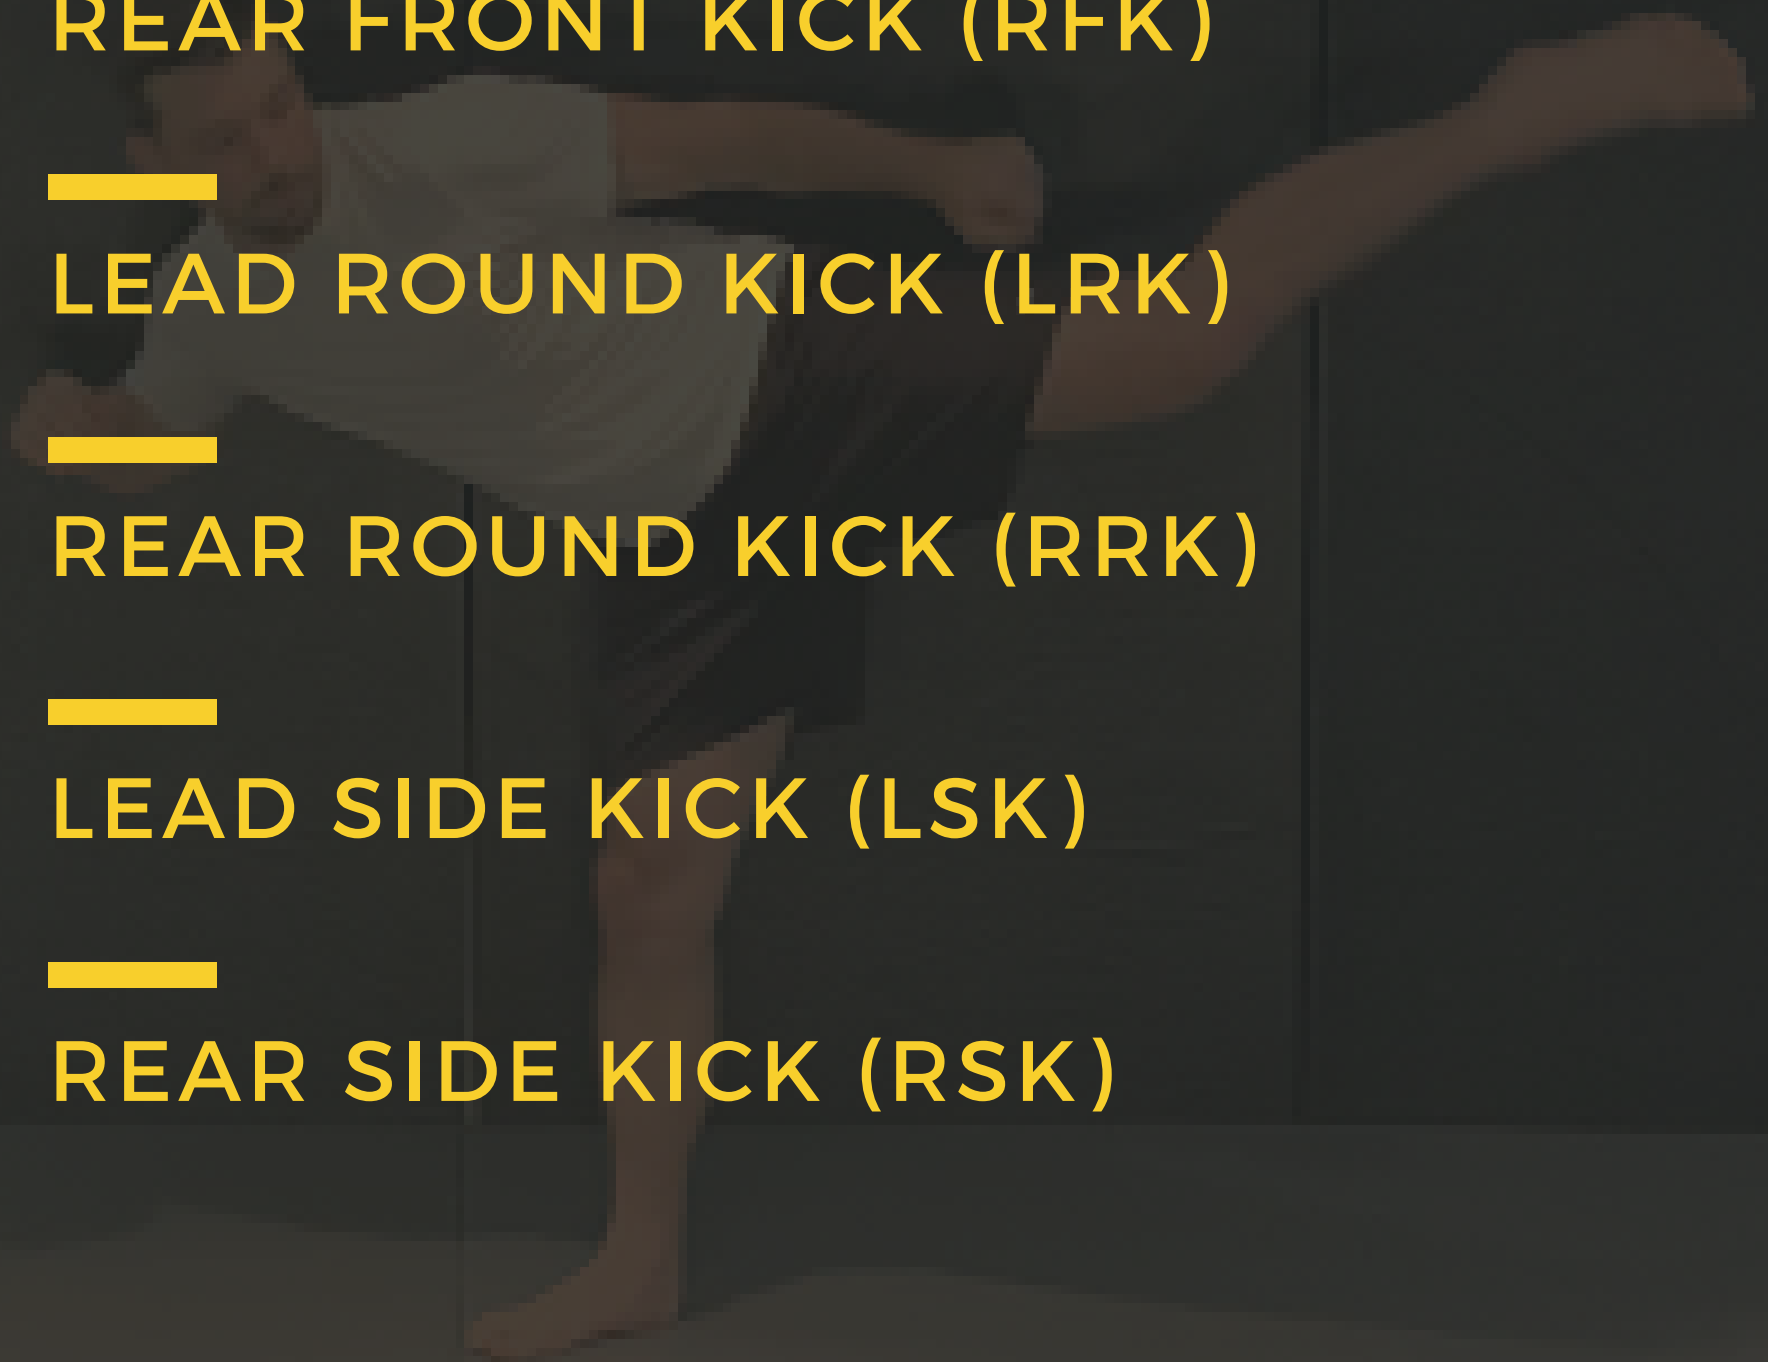 REAR FRONT KICK (RFK)
LEAD ROUND KICK (LRK)
REAR ROUND KICK (RRK)
LEAD SIDE KICK (LSK)
REAR SIDE KICK (RSK)